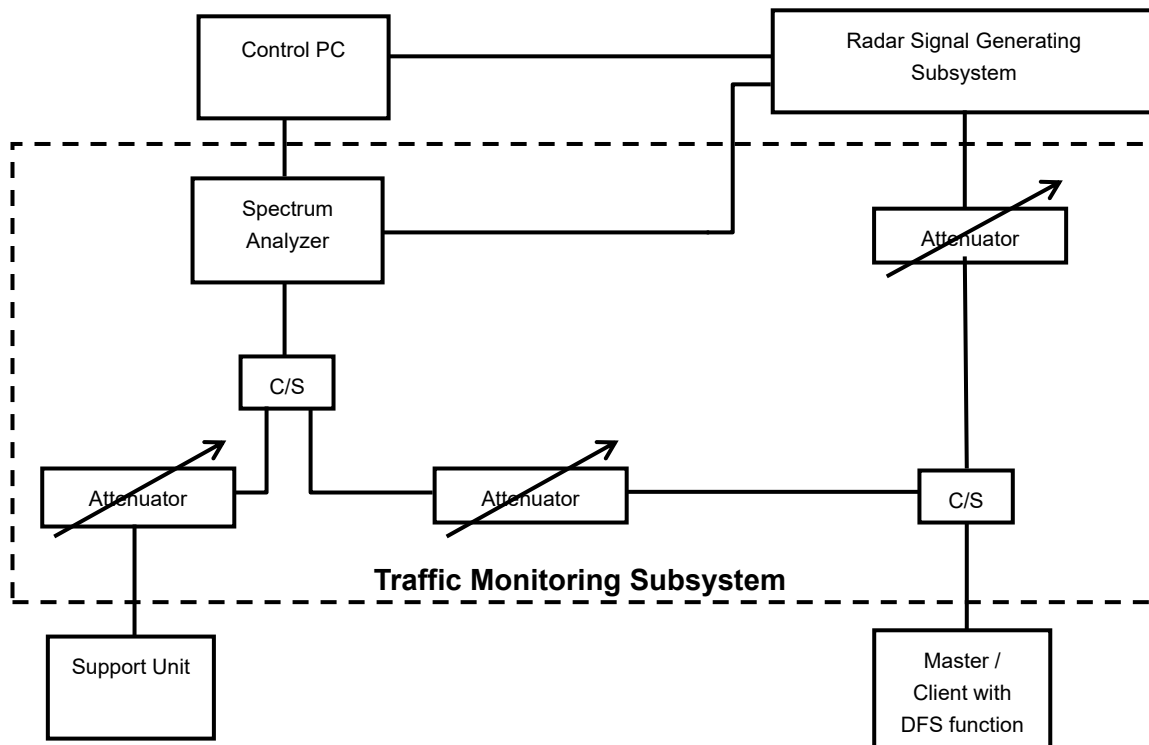 Control PC
Radar Signal Generating
Subsystem
Spectrum
Analyzer
Attenuator
C/S
Attenuator
Attenuator
C/S
Traffic Monitoring Subsystem
Support Unit
Master /
Client with
DFS function